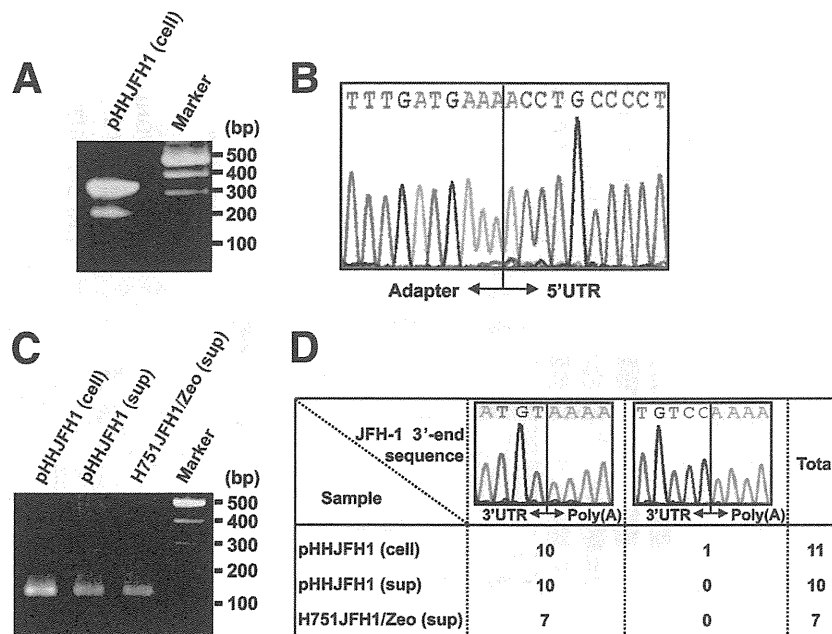 A
pHHJFH1 (cell)
Marker
(bp)
500
400
300
200
100
B
TTTGATGAAAACCTGCCCCT
Adapter
5'UTR
C
pHHJFH1 (cell)
pHHJFH1 (sup)
H751JFH1/Zeo (sup)
Marker
(bp)
500
400
300
200
100
D
JFH-1 3'-end
sequence
Sample
ATGTAAAA
3'UTR
Poly(A)
TGTCCAAAA
3'UTR
Poly(A)
Total
pHHJFH1 (cell) 10 1 11
pHHJFH1 (sup) 10 0 10
H751JFH1/Zeo (sup) 7 0 7